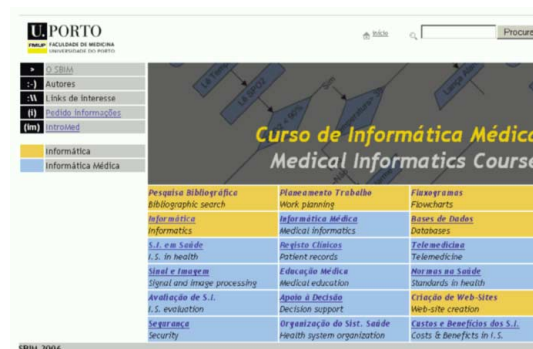 U. PORTO
FMUP FACULDADE DE MEDICINA
UNIVERSIDADE DO PORTO
Início
Procure
> O SBIM
:-) Autores
:\\ Links de interesse
(i) Pedido informações
(im) IntroMed
Informática
Informática Médica
Curso de Informática Médica
Medical Informatics Course
Pesquisa Bibliográfica
Bibliographic search
Planeamento Trabalho
Work planning
Fluxogramas
Flowcharts
Informática
Informatics
Informática Médica
Medical informatics
Bases de Dados
Databases
S.I. em Saúde
I.S. in health
Registo Clínicos
Patient records
Telemedicina
Telemedicine
Sinal e Imagem
Signal and image processing
Educação Médica
Medical education
Normas na Saúde
Standards in health
Avaliação de S.I.
I.S. evaluation
Apoio à Decisão
Decision support
Criação de Web-Sites
Web-site creation
Segurança
Security
Organização do Sist. Saúde
Health system organization
Custos e Benefícios dos S.I.
Costs & Beneficts in I.S.
SBIM 2006